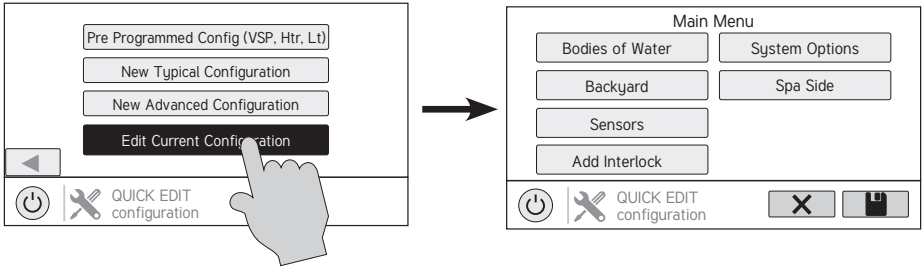 Pre Programmed Config (VSP, Htr, Lt)
New Typical Configuration
New Advanced Configuration
Edit Current Configuration
QUICK EDIT
configuration
Main Menu
Bodies of Water
System Options
Backyard
Spa Side
Sensors
Add Interlock
QUICK EDIT
configuration